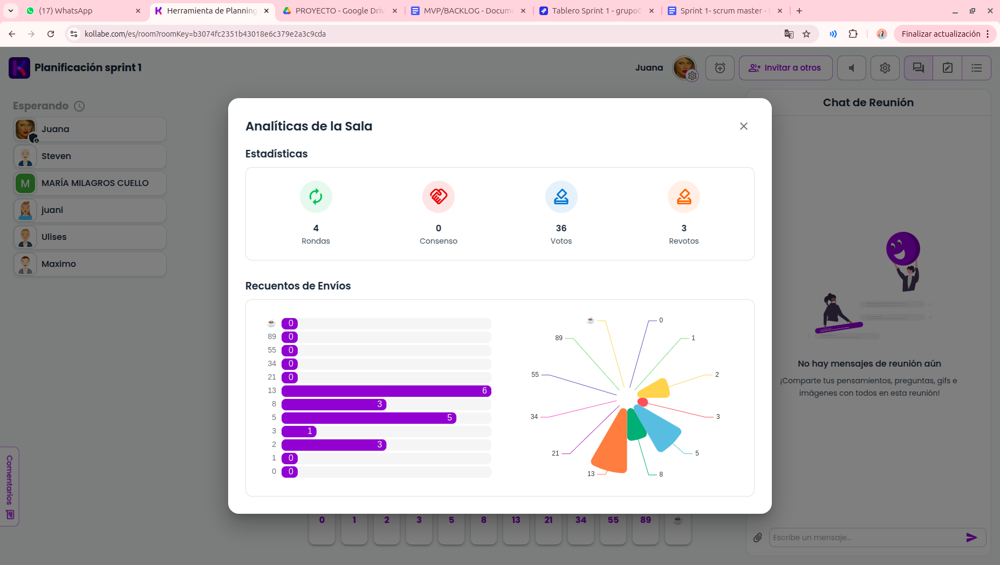 (17) WhatsApp
Herramienta de Planning
PROYECTO - Google Driv
MVP/BACKLOG - Docume
Tablero Sprint 1 - grupo0
Sprint 1- scrum master -
kollabe.com/es/room?roomKey=b3074fc2351b43018e6c379e2a3c9cda
Finalizar actualización
Planificación sprint 1
Juana
Invitar a otros
Esperando
Juana
Steven
M
MARÍA MILAGROS CUELLO
juani
Ulises
Maximo
Analíticas de la Sala
Estadísticas
4
Rondas
0
Consenso
36
Votos
3
Revotos
Recuentos de Envíos
☕ 0
89 0
55 0
34 0
21 0
13 6
8 3
5 5
3 1
2 3
1 0
0 0
☕ 0
89 1
55 2
34 3
21 5
13 8
0 1 2 3 5 8 13 21 34 55 89 ☕
Chat de Reunión
No hay mensajes de reunión aún
¡Comparte tus pensamientos, preguntas, gifs e
imágenes con todos en esta reunión!
Escribe un mensaje...
Comentarios